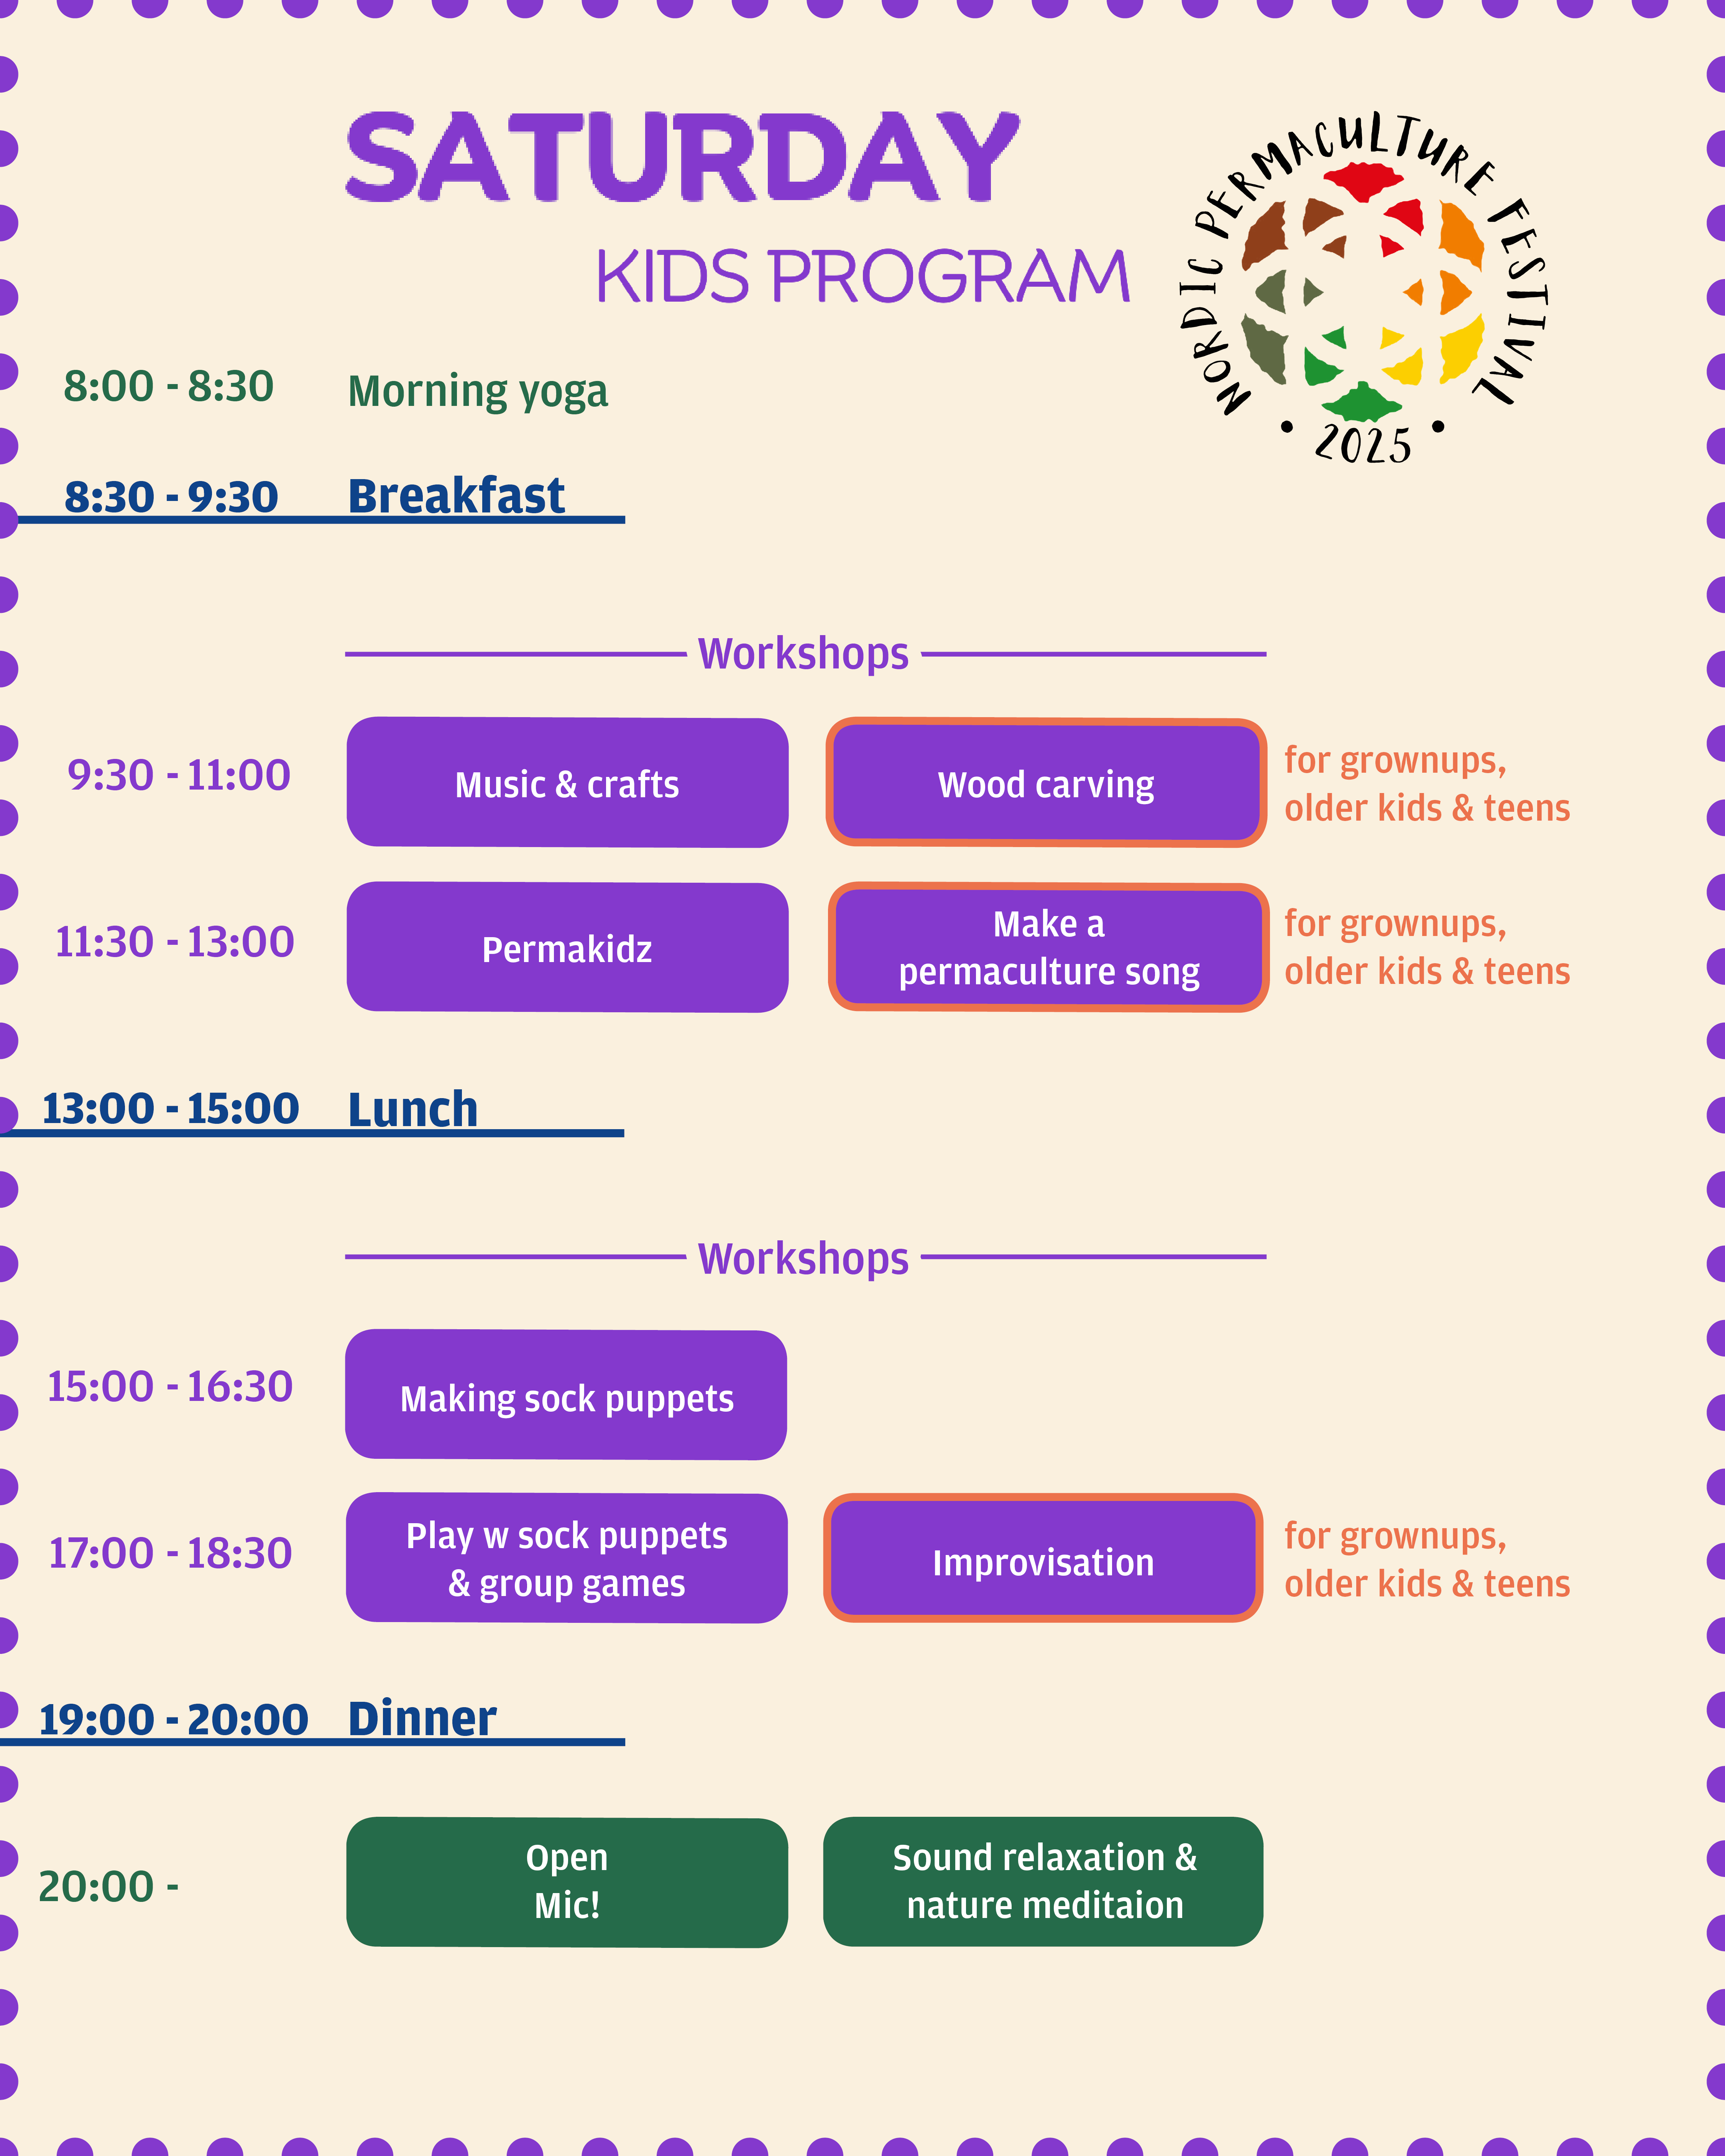 SATURDAY
KIDS PROGRAM
NORDIC PERMACULTURE FESTIVAL
• 2025 •
8:00 - 8:30 Morning yoga
8:30 - 9:30 Breakfast
Workshops
9:30 - 11:00 Music & crafts Wood carving for grownups,
older kids & teens
11:30 - 13:00 Permakidz Make a
permaculture song for grownups,
older kids & teens
13:00 - 15:00 Lunch
Workshops
15:00 - 16:30 Making sock puppets
17:00 - 18:30 Play w sock puppets
& group games Improvisation for grownups,
older kids & teens
19:00 - 20:00 Dinner
20:00 - Open
Mic! Sound relaxation &
nature meditaion